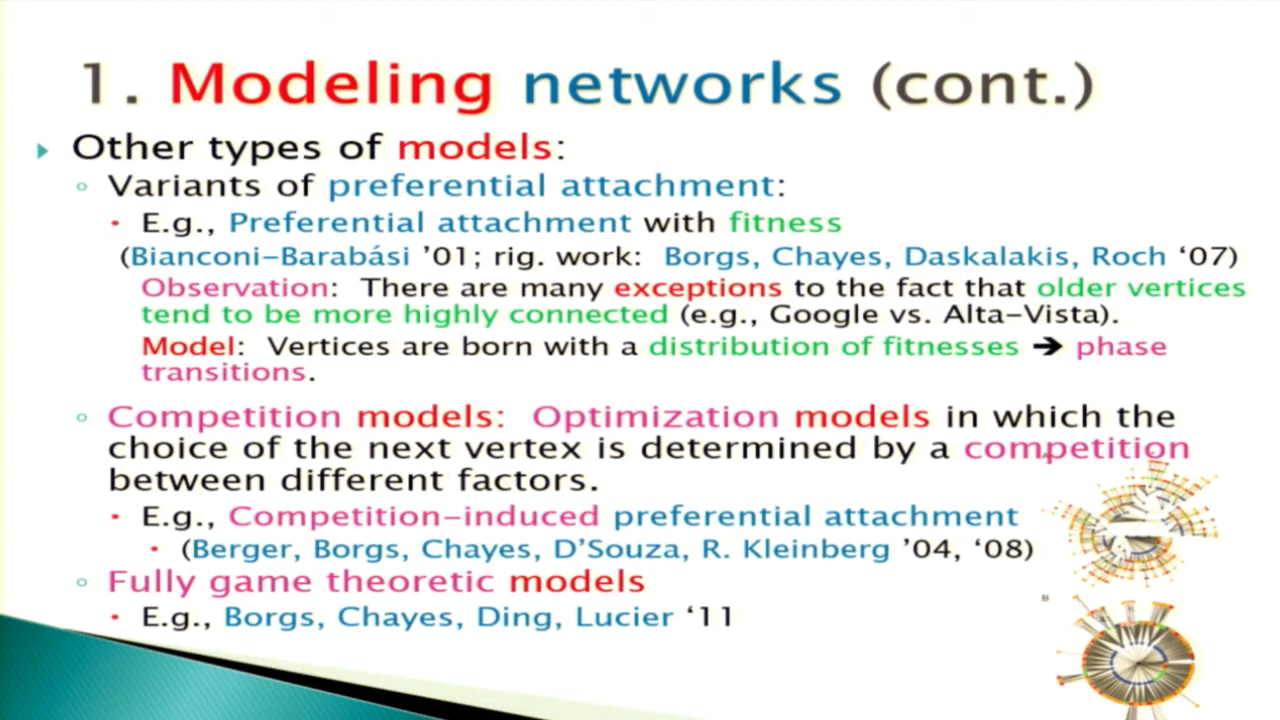 1. Modeling networks (cont.)
Other types of models:
Variants of preferential attachment:
E.g., Preferential attachment with fitness
(Bianconi–Barabási ’01; rig. work: Borgs, Chayes, Daskalakis, Roch ‘07)
Observation: There are many exceptions to the fact that older vertices
tend to be more highly connected (e.g., Google vs. Alta–Vista).
Model: Vertices are born with a distribution of fitnesses ➔ phase
transitions.
Competition models: Optimization models in which the
choice of the next vertex is determined by a competition
between different factors.
E.g., Competition–induced preferential attachment
(Berger, Borgs, Chayes, D’Souza, R. Kleinberg ’04, ‘08)
Fully game theoretic models
E.g., Borgs, Chayes, Ding, Lucier ‘11
B